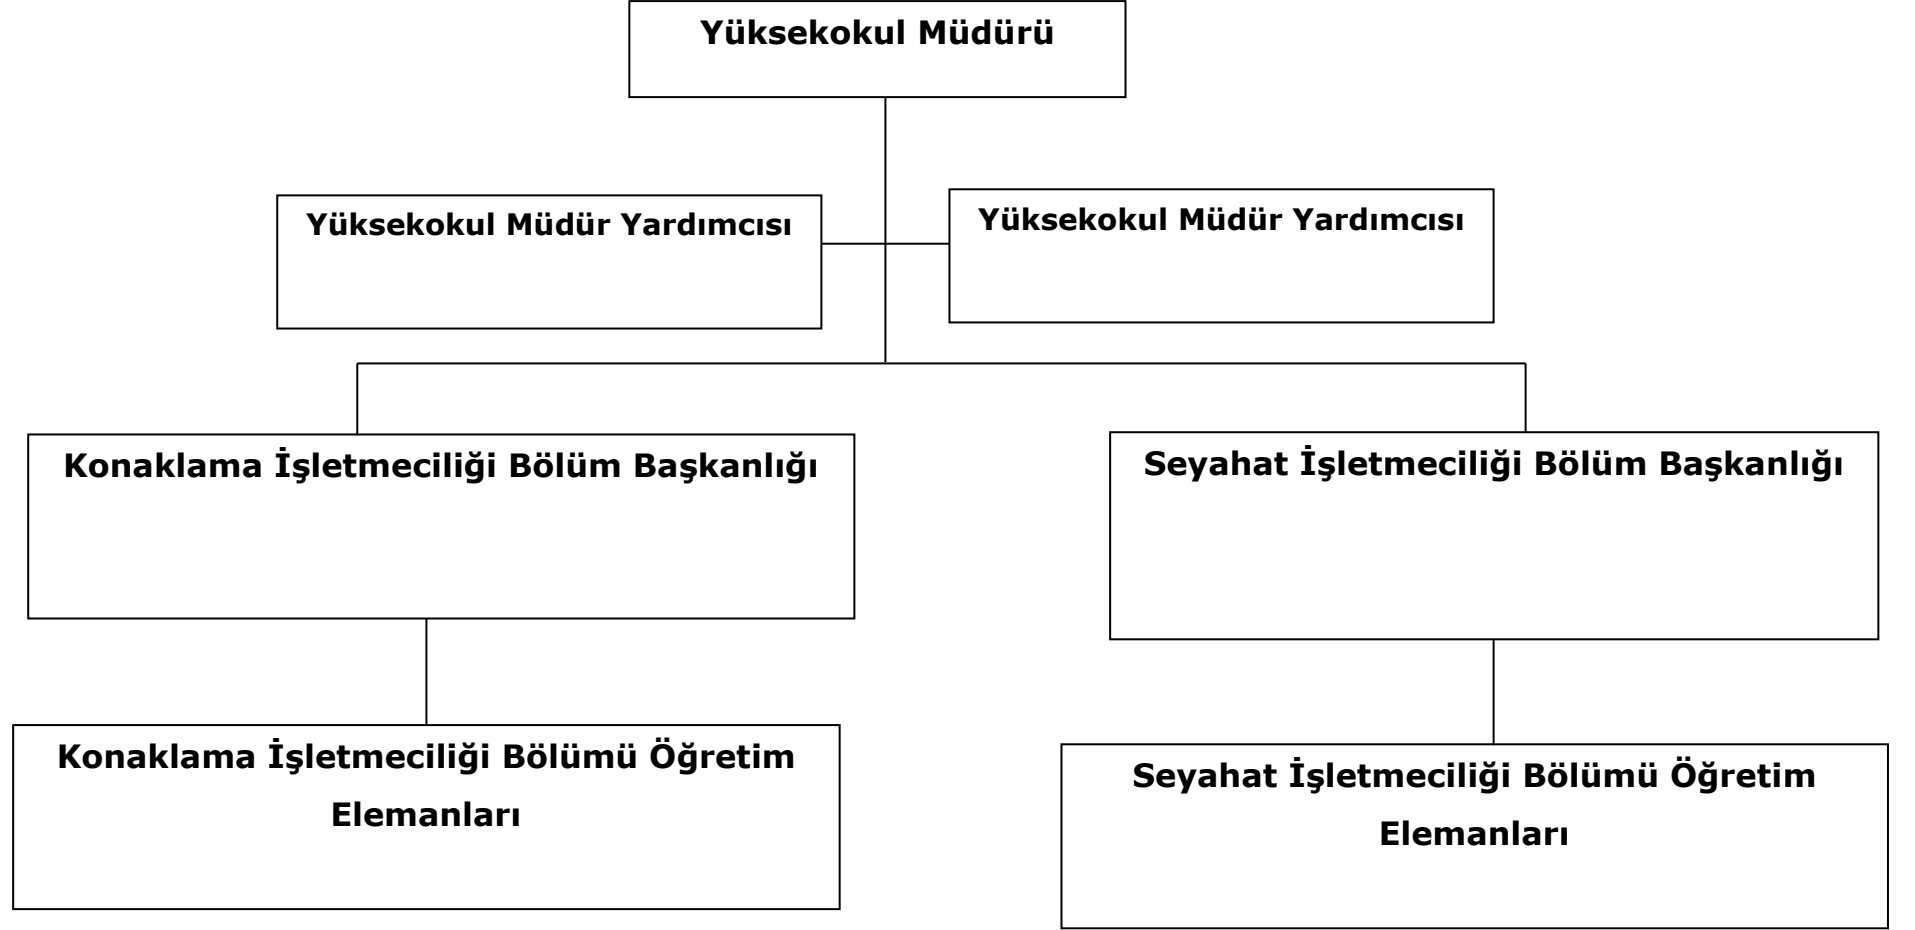 Yüksekokul Müdürü
Yüksekokul Müdür Yardımcısı
Yüksekokul Müdür Yardımcısı
Konaklama İşletmeciliği Bölüm Başkanlığı
Seyahat İşletmeciliği Bölüm Başkanlığı
Konaklama İşletmeciliği Bölümü Öğretim
Elemanları
Seyahat İşletmeciliği Bölümü Öğretim
Elemanları